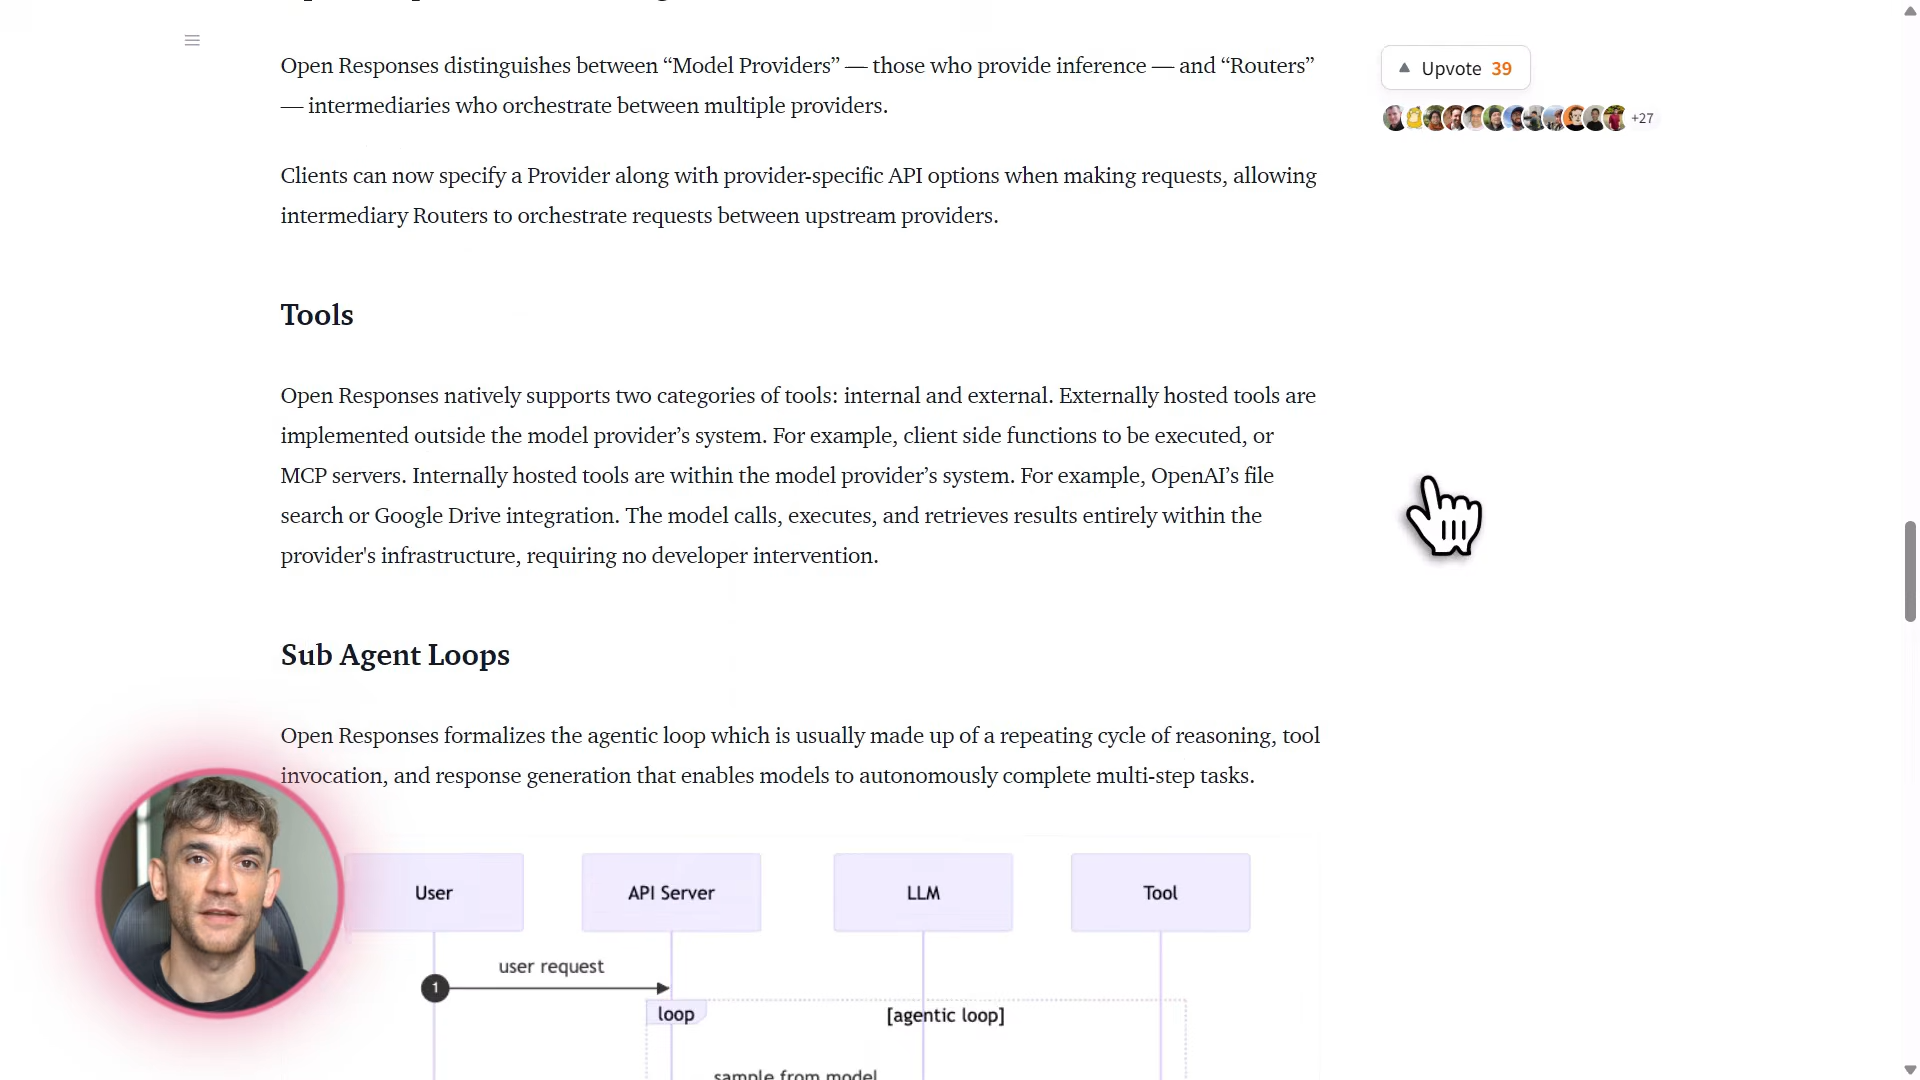 Open Responses distinguishes between “Model Providers” — those who provide inference — and “Routers”
— intermediaries who orchestrate between multiple providers.
Upvote 39
+27
Clients can now specify a Provider along with provider-specific API options when making requests, allowing
intermediary Routers to orchestrate requests between upstream providers.
Tools
Open Responses natively supports two categories of tools: internal and external. Externally hosted tools are
implemented outside the model provider’s system. For example, client side functions to be executed, or
MCP servers. Internally hosted tools are within the model provider’s system. For example, OpenAI’s file
search or Google Drive integration. The model calls, executes, and retrieves results entirely within the
provider's infrastructure, requiring no developer intervention.
Sub Agent Loops
Open Responses formalizes the agentic loop which is usually made up of a repeating cycle of reasoning, tool
invocation, and response generation that enables models to autonomously complete multi-step tasks.
User
API Server
LLM
Tool
user request
1
loop
[agentic loop]
sample from model